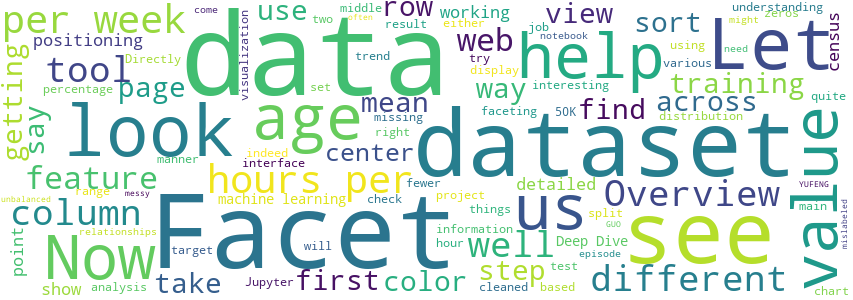 per week
come
positioning
Directly
tool
percentage
getting
say
page
visualization
data
use
two
either
result
often
middle
trend
set
row
working
display
web
try
job
notebook
view
interesting
help
sort
using
might
need
various
Let
zeros
understanding
census
look
age
mean
missing
right
center
way
faceting
50K
find
across
training
distribution
dataset
value
feature
manner
indeed
interface
hours per
machine learning
fewer
check
us
detailed
split
Overview
project
things
GUO
see
YUFENG
main
mislabeled
unbalanced
messy
column
range
relationships
Now
point
show
analysis
take
target
will
Facet
Jupyter
first
color
information
hour
well
Deep Dive
episode
step
test
cleaned
based
different
chart